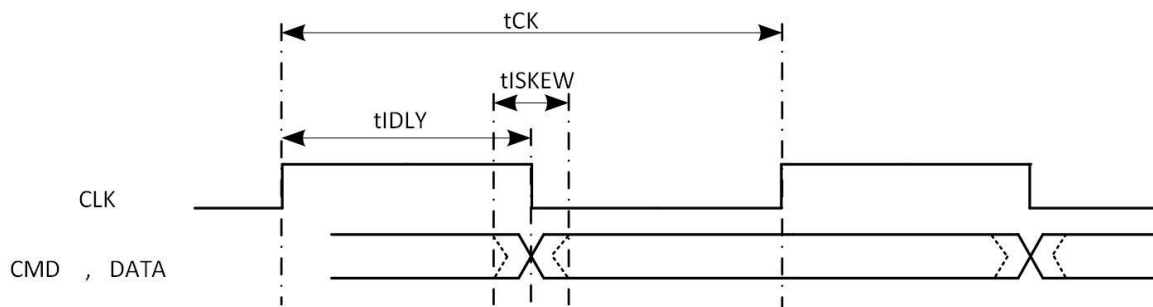 tCK
tISKEW
tIDLY
CLK
CMD , DATA